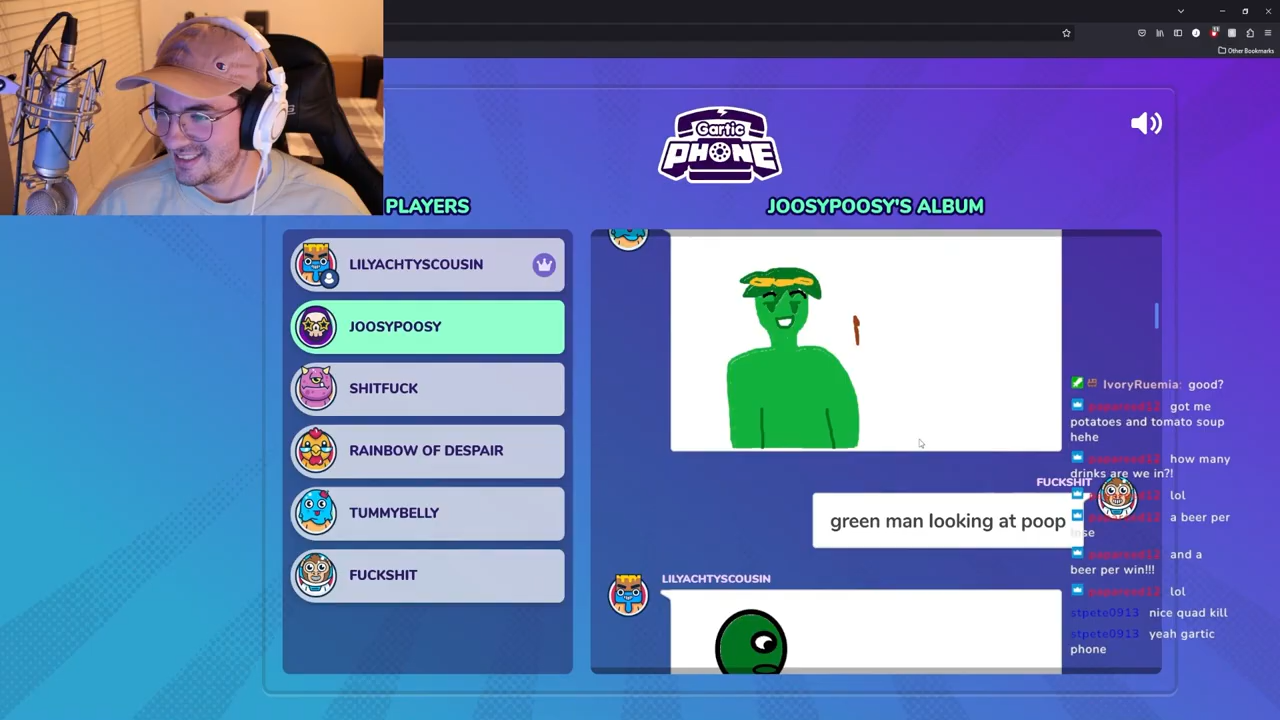 Other Bookmarks
Gartic
PHONE
PLAYERS
JOOSYPOOSY'S ALBUM
LILYACHTYSCOUSIN
JOOSYPOOSY
SHITFUCK
RAINBOW OF DESPAIR
TUMMYBELLY
FUCKSHIT
FUCKSHIT
green man looking at poop
LILYACHTYSCOUSIN
IvoryRuemia: good?
got me
potatoes and tomato soup
hehe
how many
drinks are we in?!
lol
a beer per
and a
beer per win!!!
lol
stpete0913 nice quad kill
stpete0913 yeah gartic
phone